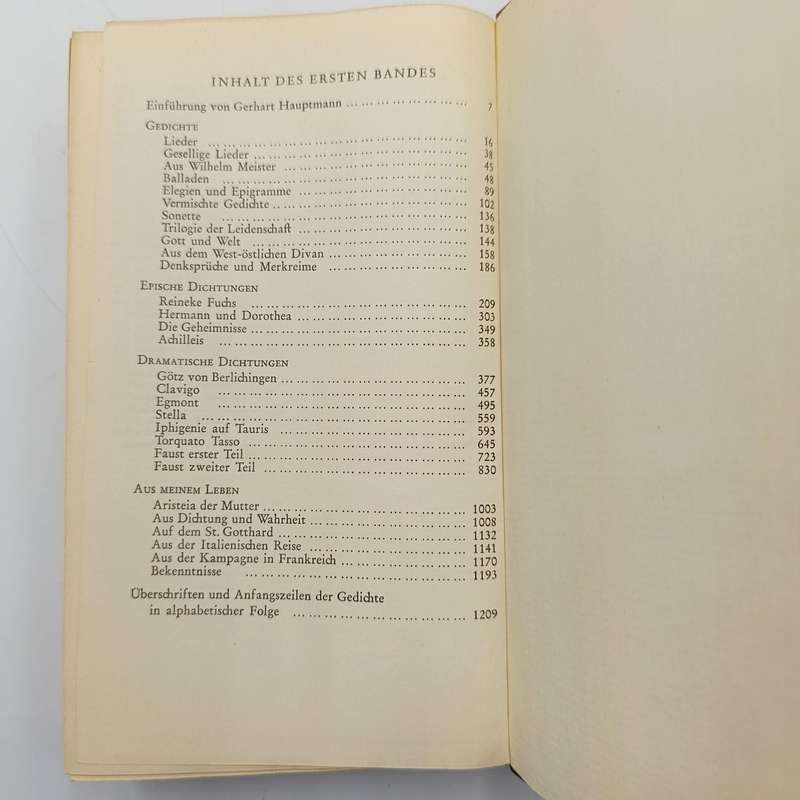 INHALT DES ERSTEN BANDES
Einführung von Gerhart Hauptmann ... ... ... ... ... ... 7
GEDICHTE
Lieder ... ... ... ... ... ... ... ... ... ... ... 16
Gesellige Lieder ... ... ... ... ... ... ... ... ... 38
Aus Wilhelm Meister ... ... ... ... ... ... ... ... 45
Balladen ... ... ... ... ... ... ... ... ... ... 48
Elegien und Epigramme ... ... ... ... ... ... ... 89
Vermischte Gedichte .. ... ... ... ... ... ... ... ... 102
Sonette ... ... ... ... ... ... ... ... ... ... 136
Trilogie der Leidenschaft ... ... ... ... ... ... ... 138
Gott und Welt ... ... ... ... ... ... ... ... ... 144
Aus dem West-östlichen Divan ... ... ... ... ... ... 158
Denksprüche und Merkreime ... ... ... ... ... ... 186
EPISCHE DICHTUNGEN
Reineke Fuchs ... ... ... ... ... ... ... ... ... 209
Hermann und Dorothea ... ... ... ... ... ... ... 303
Die Geheimnisse ... ... ... ... ... ... ... ... ... 349
Achilleis ... ... ... ... ... ... ... ... ... ... 358
DRAMATISCHE DICHTUNGEN
Götz von Berlichingen ... ... ... ... ... ... ... ... 377
Clavigo ... ... ... ... ... ... ... ... ... ... 457
Egmont ... ... ... ... ... ... ... ... ... ... 495
Stella ... ... ... ... ... ... ... ... ... ... ... 559
Iphigenie auf Tauris ... ... ... ... ... ... ... ... 593
Torquato Tasso ... ... ... ... ... ... ... ... ... 645
Faust erster Teil ... ... ... ... ... ... ... ... ... 723
Faust zweiter Teil ... ... ... ... ... ... ... ... 830
AUS MEINEM LEBEN
Aristeia der Mutter ... ... ... ... ... ... ... ... 1003
Aus Dichtung und Wahrheit ... ... ... ... ... ... ... 1008
Auf dem St. Gotthard ... ... ... ... ... ... ... ... 1132
Aus der Italienischen Reise ... ... ... ... ... ... ... 1141
Aus der Kampagne in Frankreich ... ... ... ... ... ... 1170
Bekenntnisse ... ... ... ... ... ... ... ... ... 1193
Überschriften und Anfangszeilen der Gedichte
in alphabetischer Folge ... ... ... ... ... ... ... ... 1209